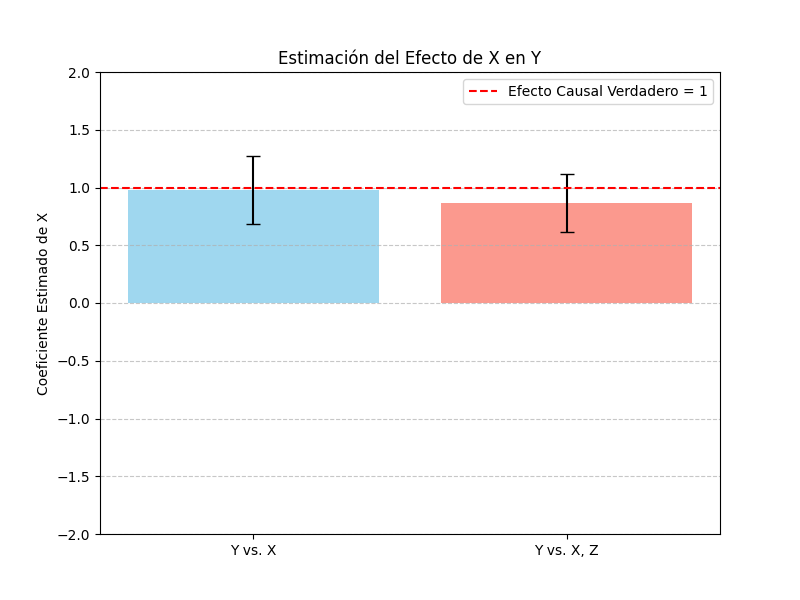 Estimación del Efecto de X en Y
Efecto Causal Verdadero = 1
Coeficiente Estimado de X
2.0
1.5
1.0
0.5
0.0
−0.5
−1.0
−1.5
−2.0
Y vs. X
Y vs. X, Z